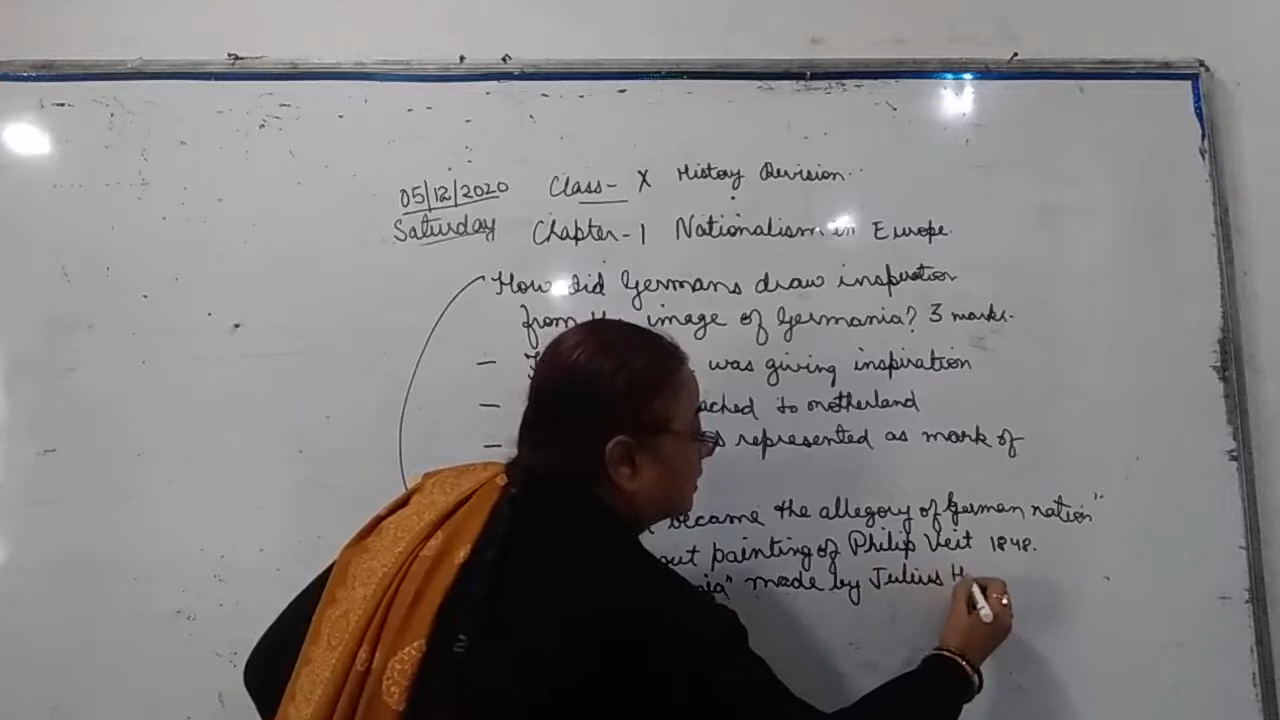 05/12/2020 Class- X History Revision..
Saturday Chapter-1 Nationalism in Europe.
How did Germans draw inspiration
from image of Germania? 3 marks.
- was giving inspiration
- to motherland
- represented as mark of
became the allegory of German nation"
painting of Philip Veit 1848.
made by Julius H